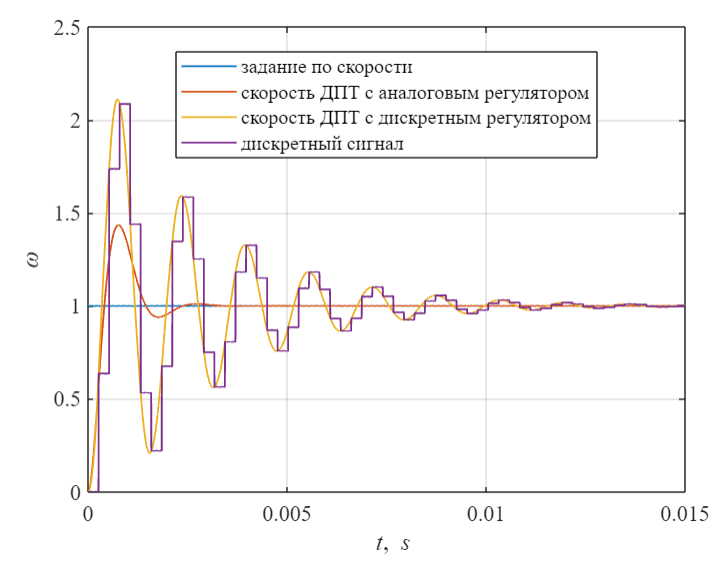 2.5
задание по скорости
скорость ДПТ с аналоговым регулятором
скорость ДПТ с дискретным регулятором
дискретный сигнал
2
1.5
ω
1
0.5
0
0 0.005 0.01 0.015
t, s